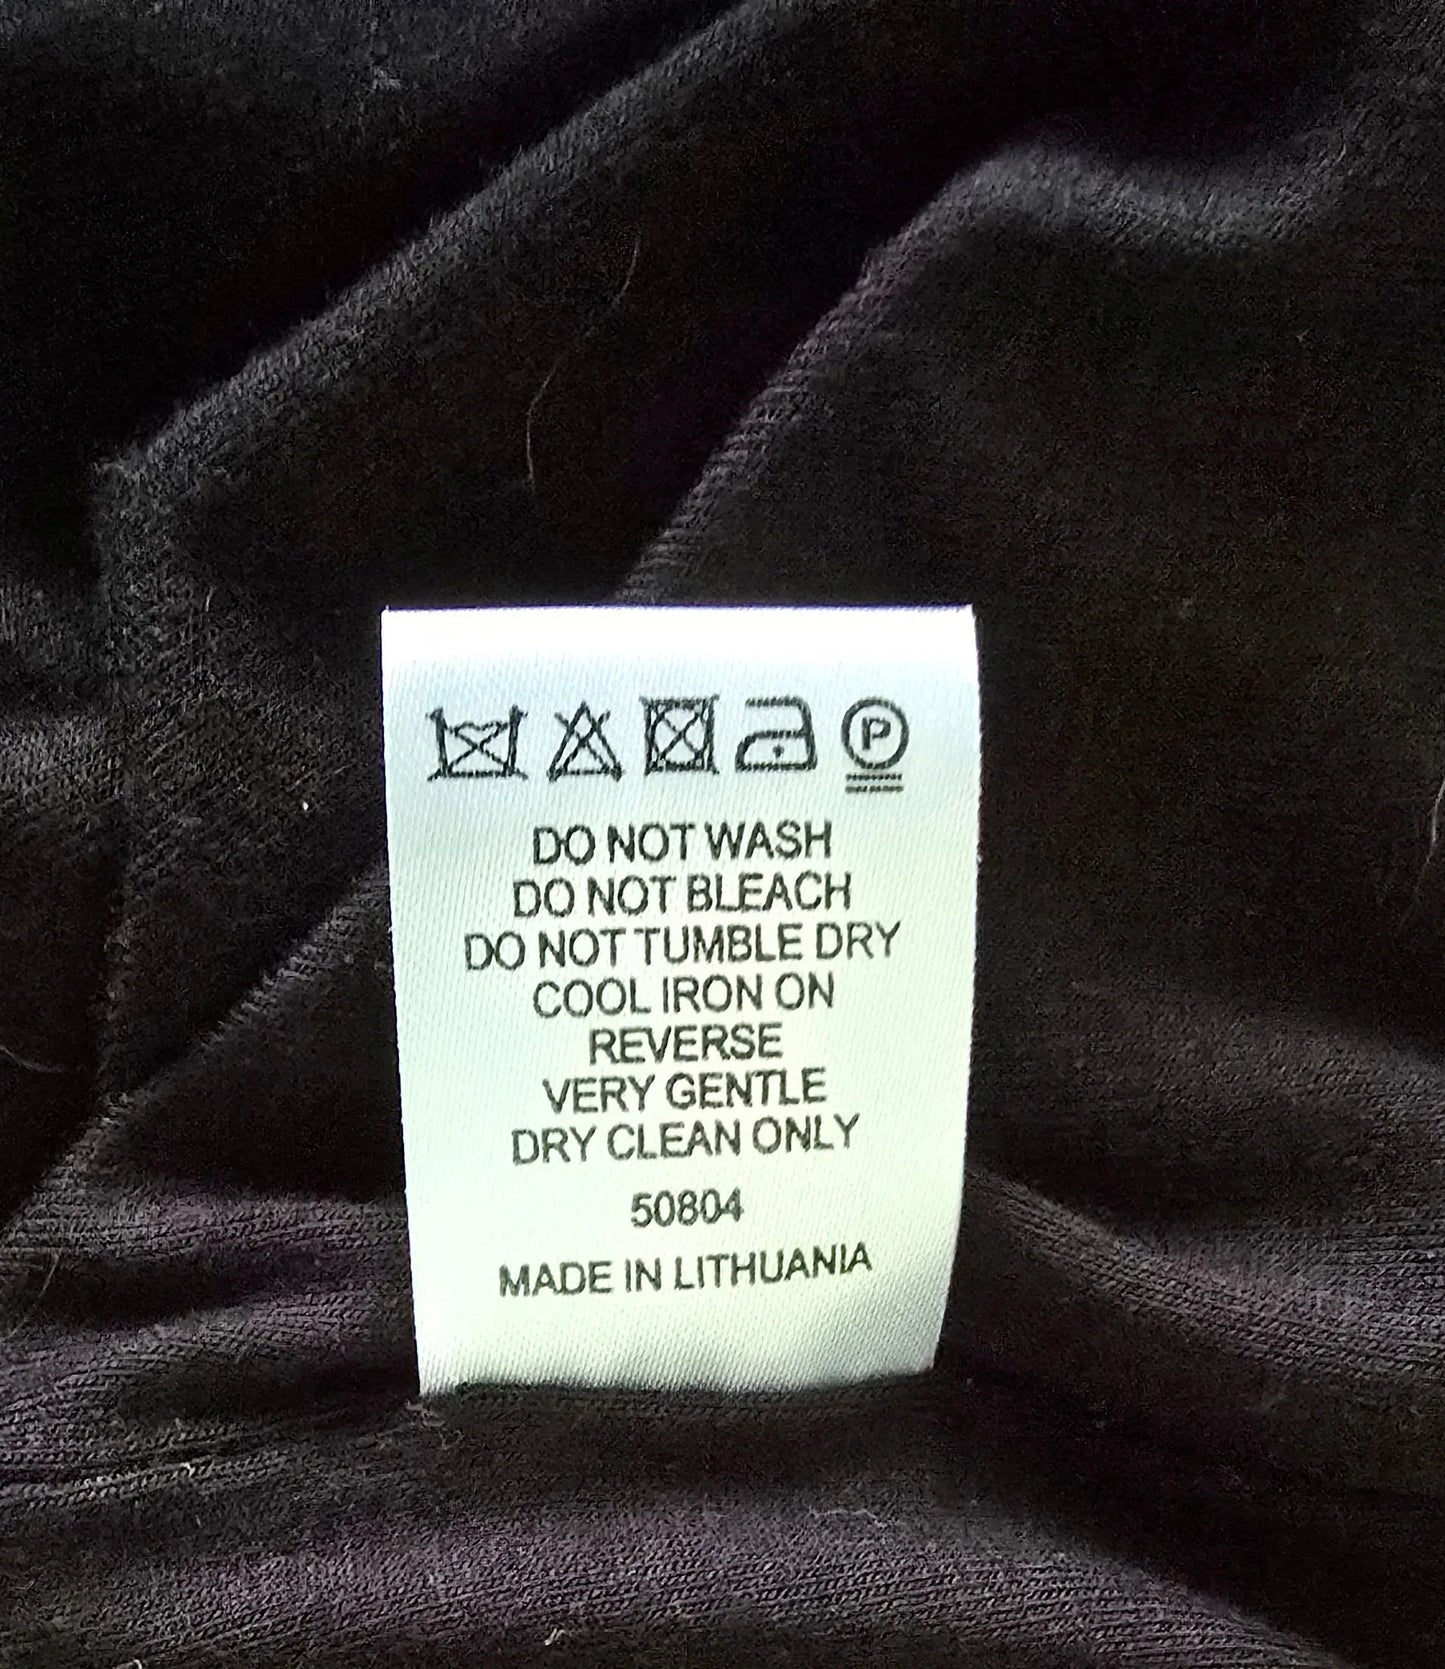 P
DO NOT WASH
DO NOT BLEACH
DO NOT TUMBLE DRY
COOL IRON ON
REVERSE
VERY GENTLE
DRY CLEAN ONLY
50804
MADE IN LITHUANIA